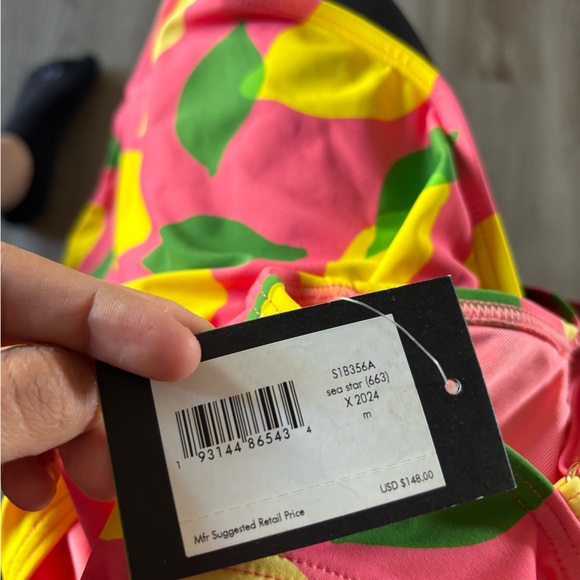 S1B356A
sea star (663)
X 2024
m
1 93144 86543 4
USD $148.00
Mfr Suggested Retail Price